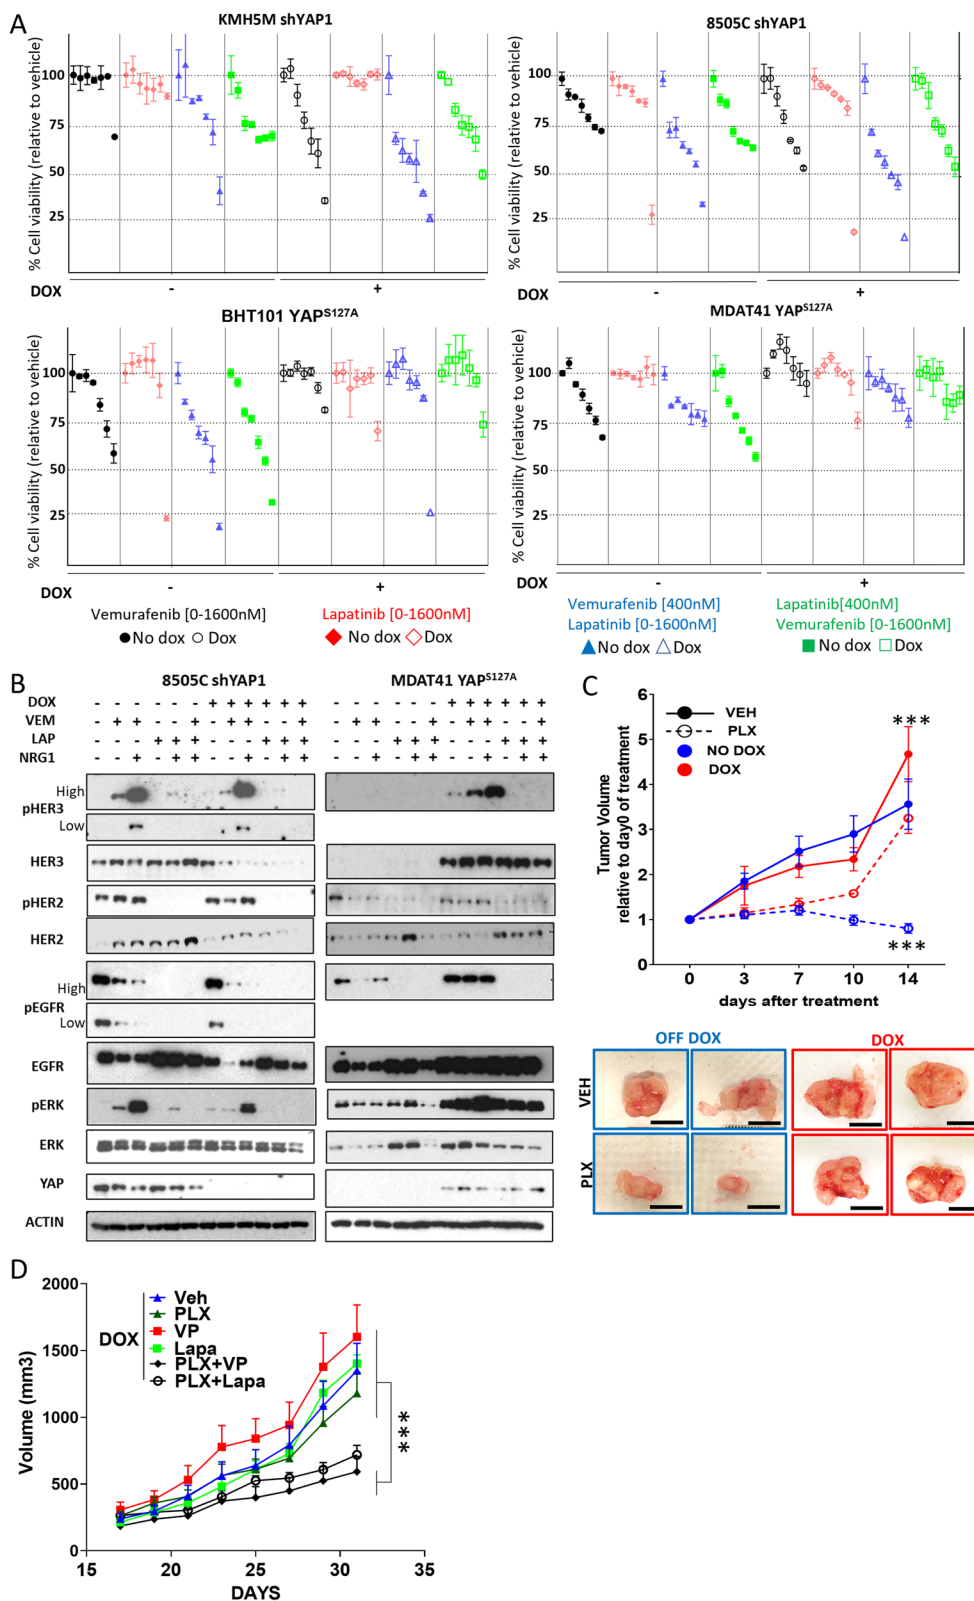 A
KMH5M shYAP1
% Cell viability (relative to vehicle)
100
75
50
25
DOX
-
+
8505C shYAP1
% Cell viability (relative to vehicle)
100
75
50
25
DOX
-
+
BHT101 YAPS127A
% Cell viability (relative to vehicle)
100
75
50
25
DOX
-
+
MDAT41 YAPS127A
% Cell viability (relative to vehicle)
100
75
50
25
DOX
-
+
Vemurafenib [0-1600nM]
No dox Dox
Lapatinib [0-1600nM]
No dox Dox
Vemurafenib [400nM]
Lapatinib [0-1600nM]
No dox Dox
Lapatinib[400nM]
Vemurafenib [0-1600nM]
No dox Dox
B
8505C shYAP1
MDAT41 YAPS127A
DOX - - - - - - + + + + + + - - - - - - + + + + + +
VEM
LAP
NRG1
High
pHER3
Low
HER3
pHER2
HER2
High
pEGFR
Low
EGFR
pERK
ERK
YAP
ACTIN
C
VEH
PLX
NO DOX
DOX
***
***
Tumor Volume
relative to day0 of treatment
6
5
4
3
2
1
0
0 3 7 10 14
days after treatment
OFF DOX
DOX
VEH
PLX
D
DOX
Veh
PLX
VP
Lapa
PLX+VP
PLX+Lapa
***
Volume (mm3)
2000
1500
1000
500
0
15 20 25 30 35
DAYS